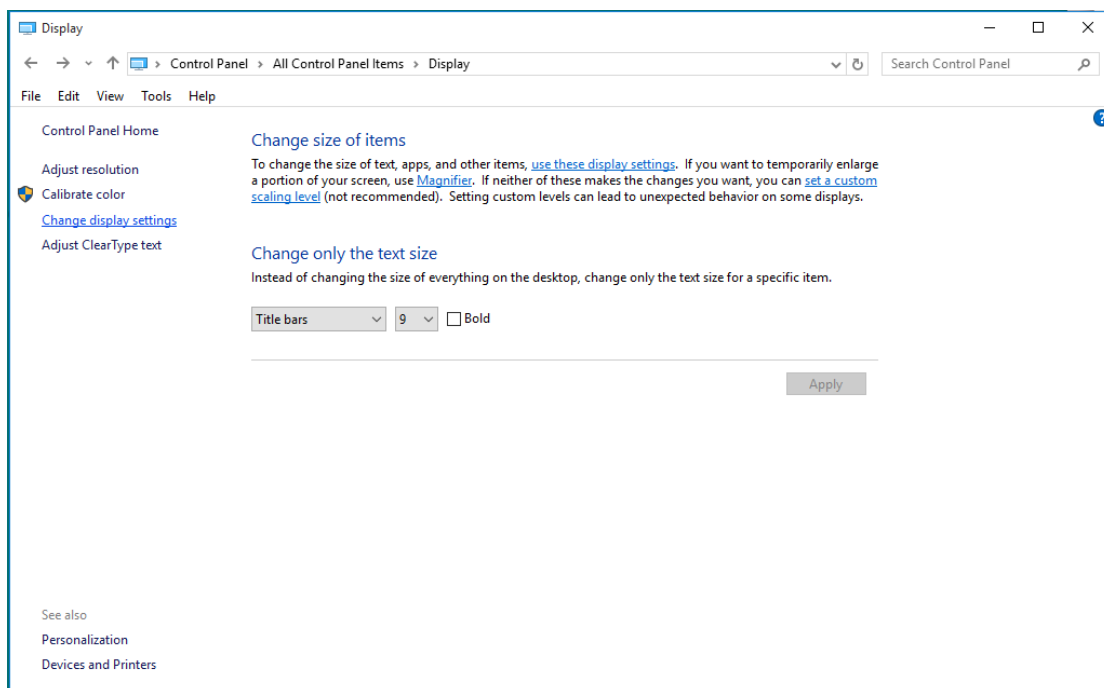 Display
Control Panel > All Control Panel Items > Display
Search Control Panel
File Edit View Tools Help
Control Panel Home
Adjust resolution
Calibrate color
Change display settings
Adjust ClearType text
Change size of items
To change the size of text, apps, and other items, use these display settings. If you want to temporarily enlarge
a portion of your screen, use Magnifier. If neither of these makes the changes you want, you can set a custom
scaling level (not recommended). Setting custom levels can lead to unexpected behavior on some displays.
Change only the text size
Instead of changing the size of everything on the desktop, change only the text size for a specific item.
Title bars 9 Bold
Apply
See also
Personalization
Devices and Printers